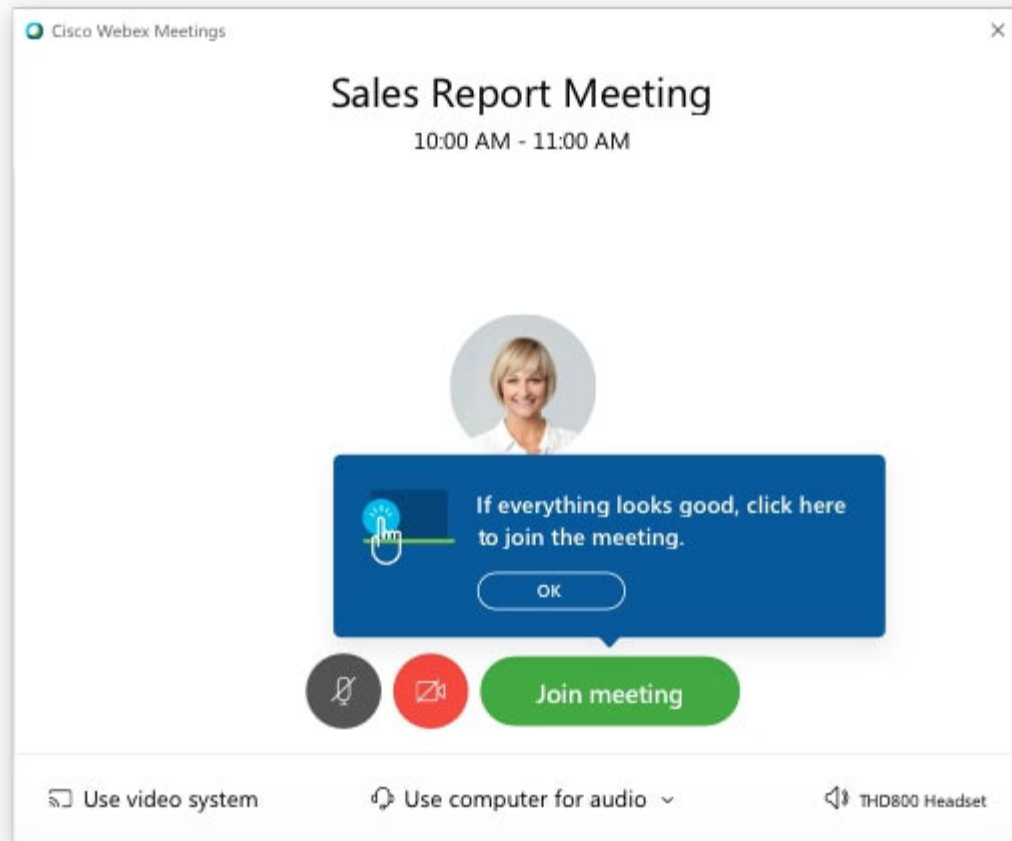 Cisco Webex Meetings
Sales Report Meeting
10:00 AM - 11:00 AM
If everything looks good, click here
to join the meeting.
OK
Join meeting
Use video system
Use computer for audio
THD800 Headset